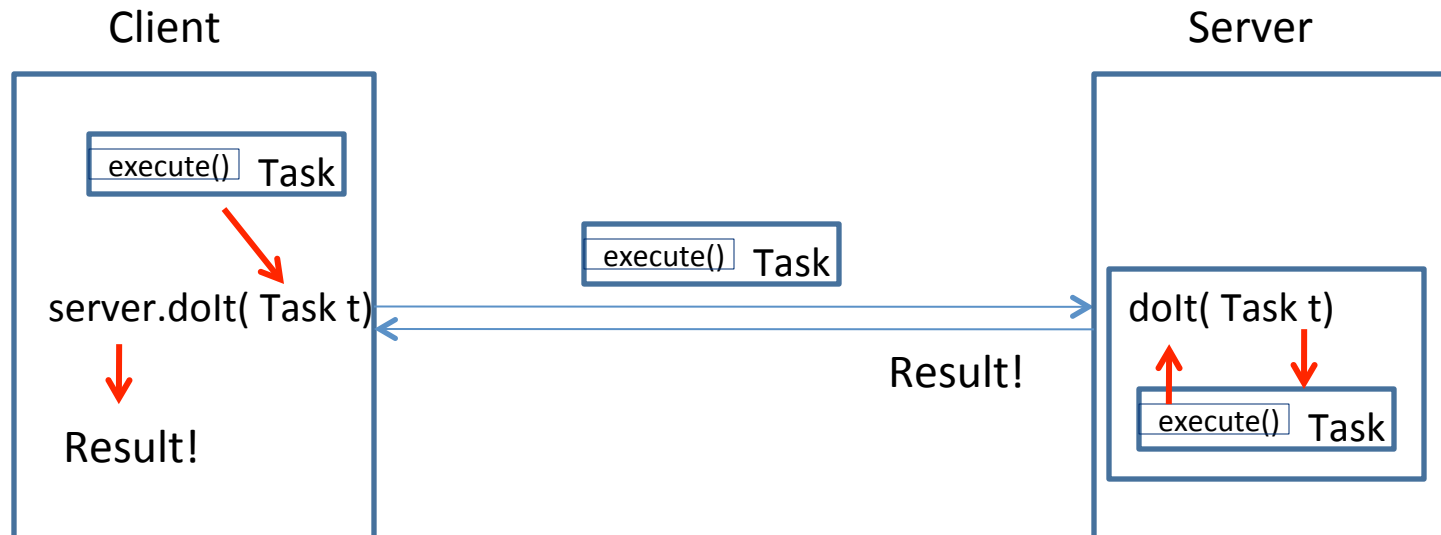 Client
Server
execute() Task
execute() Task
server.doIt( Task t)
doIt( Task t)
Result!
execute() Task
Result!